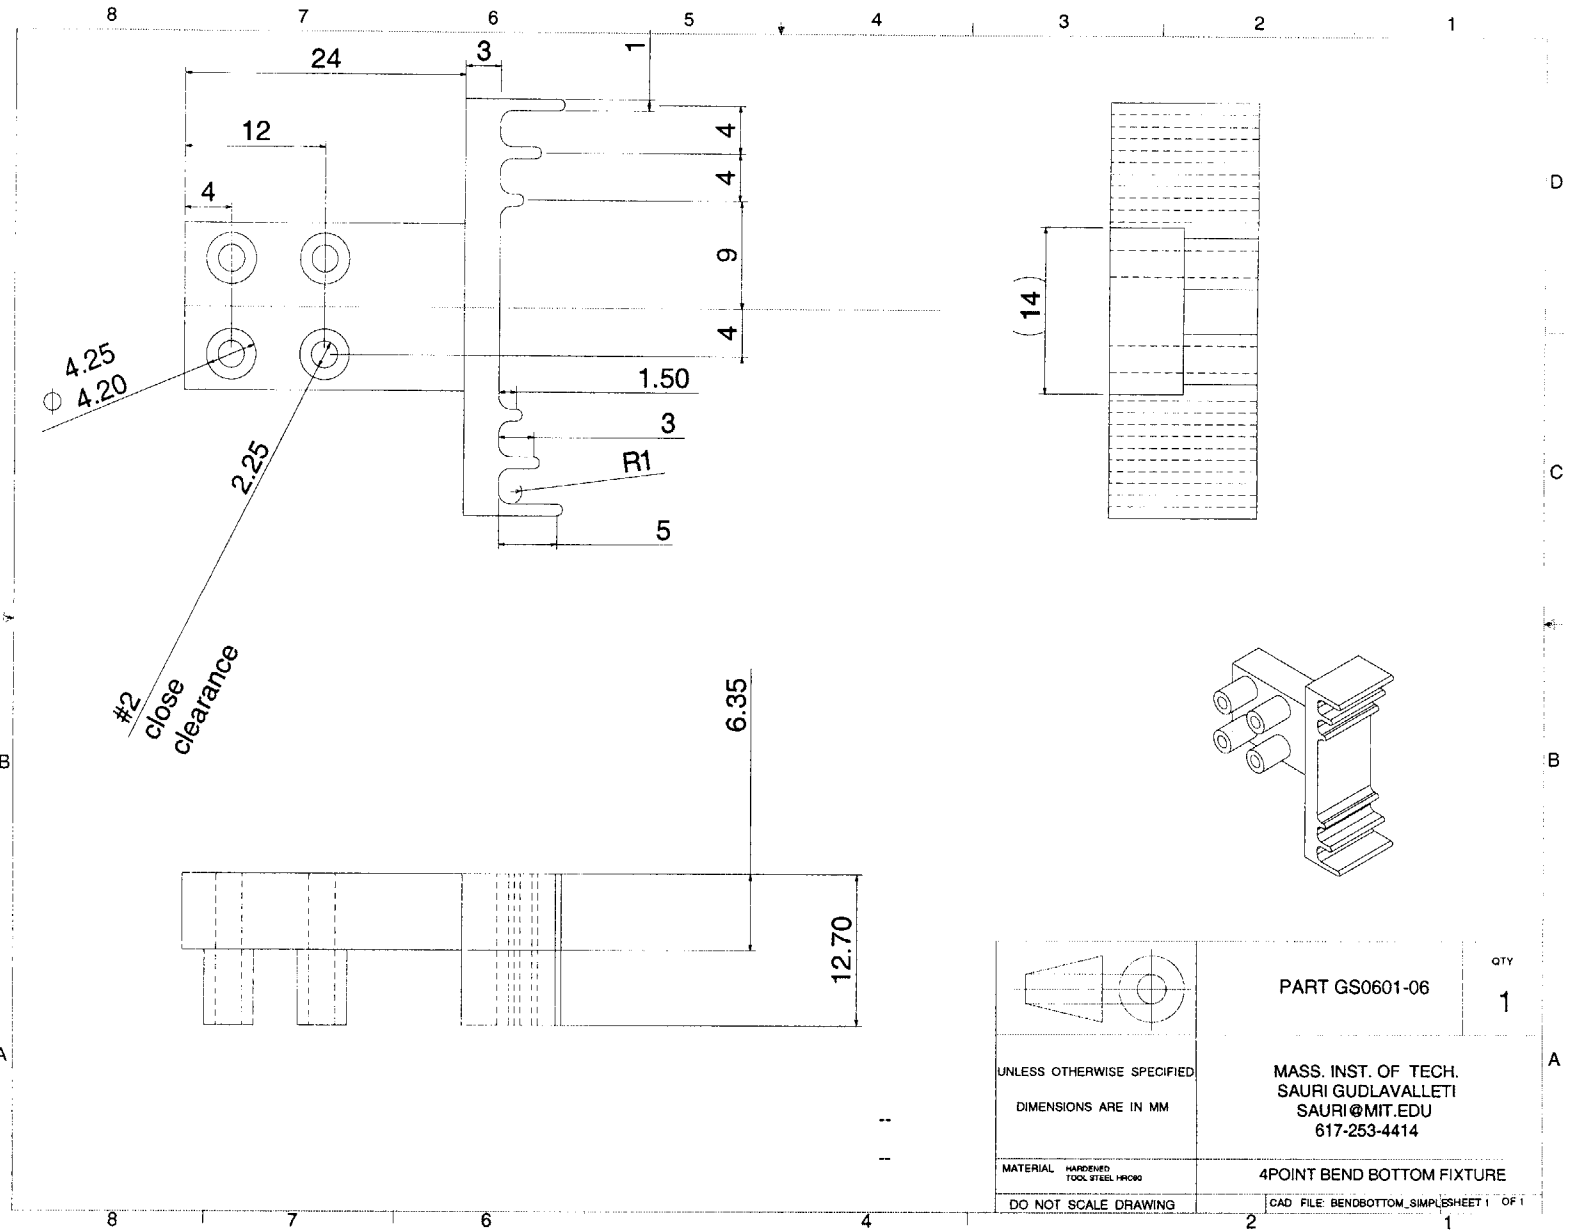 8 7 6 5 4 3 2 1
24
3
1
12
4
4
4
D
9
(14)
4
4.25
∅ 4.20
1.50
3
R1
C
2.25
5
#2
close
clearance
6.35
B
B
12.70
PART GS0601-06
QTY
1
A
A
UNLESS OTHERWISE SPECIFIED
DIMENSIONS ARE IN MM
MASS. INST. OF TECH.
SAURI GUDLAVALLETI
SAURI@MIT.EDU
617-253-4414
--
--
MATERIAL HARDENED
TOOL STEEL
4POINT BEND BOTTOM FIXTURE
DO NOT SCALE DRAWING
CAD FILE: BENDBOTTOM_SIMPLESHEET 1 OF 1
8 7 6 4 2 1